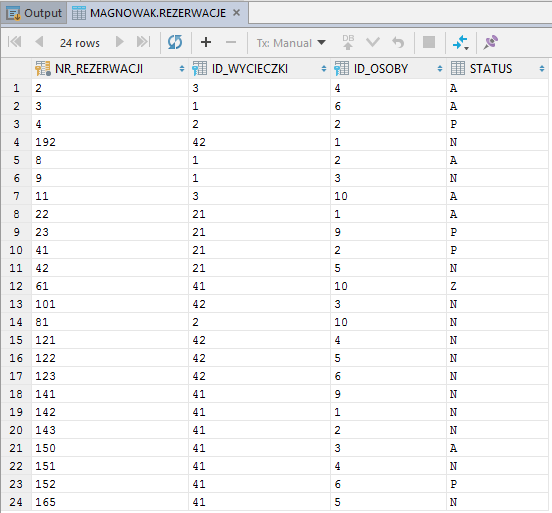 Output MAGNOWAK.REZERWACJE
24 rows Tx: Manual DB
NR_REZERWACJI ID_WYCIECZKI ID_OSOBY STATUS
1 2 3 4 A
2 3 1 6 A
3 4 2 2 P
4 192 42 1 N
5 8 1 2 A
6 9 1 3 N
7 11 3 10 A
8 22 21 1 A
9 23 21 9 P
10 41 21 2 P
11 42 21 5 N
12 61 41 10 Z
13 101 42 3 N
14 81 2 10 N
15 121 42 4 N
16 122 42 5 N
17 123 42 6 N
18 141 41 9 N
19 142 41 1 N
20 143 41 2 N
21 150 41 3 A
22 151 41 4 N
23 152 41 6 P
24 165 41 5 N